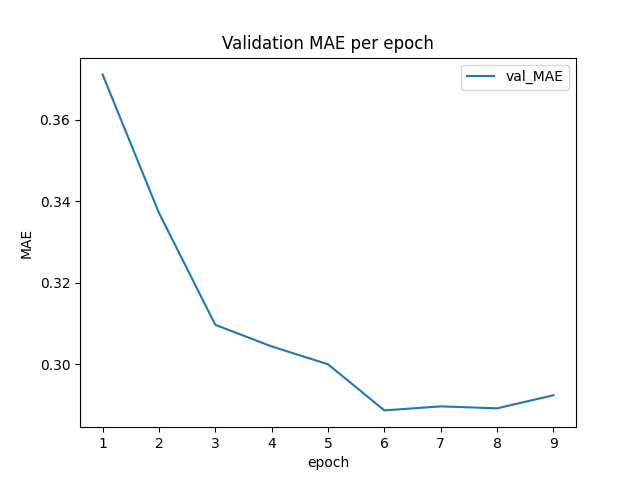 Validation MAE per epoch
val_MAE
0.36
0.34
0.32
0.30
MAE
1 2 3 4 5 6 7 8 9
epoch